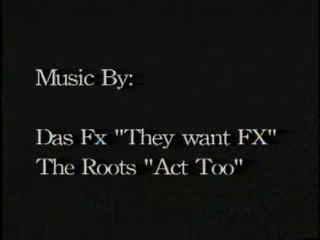 Music By:
Das Fx "They want FX"
The Roots "Act Too"